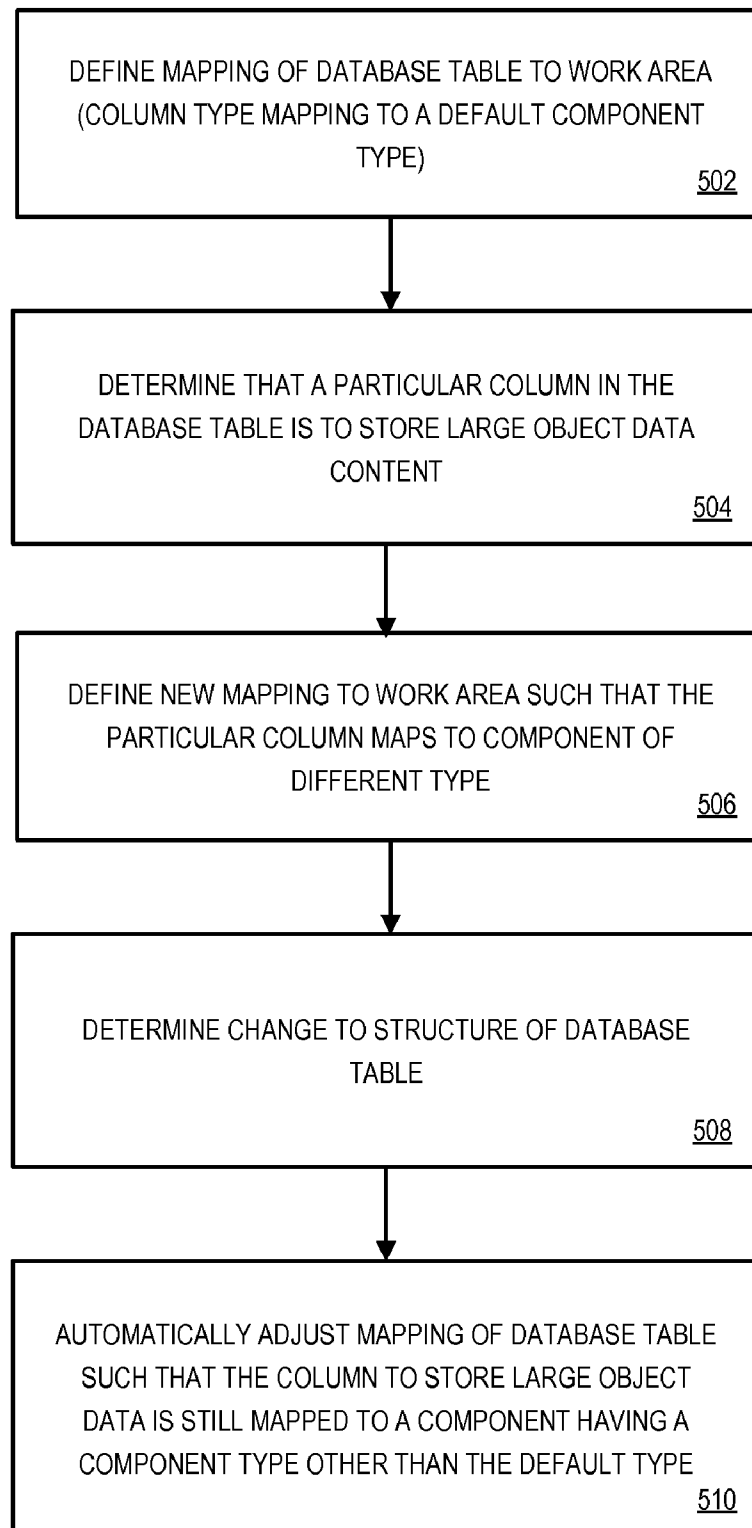 DEFINE MAPPING OF DATABASE TABLE TO WORK AREA
(COLUMN TYPE MAPPING TO A DEFAULT COMPONENT
TYPE)
502
DETERMINE THAT A PARTICULAR COLUMN IN THE
DATABASE TABLE IS TO STORE LARGE OBJECT DATA
CONTENT
504
DEFINE NEW MAPPING TO WORK AREA SUCH THAT THE
PARTICULAR COLUMN MAPS TO COMPONENT OF
DIFFERENT TYPE
506
DETERMINE CHANGE TO STRUCTURE OF DATABASE
TABLE
508
AUTOMATICALLY ADJUST MAPPING OF DATABASE TABLE
SUCH THAT THE COLUMN TO STORE LARGE OBJECT
DATA IS STILL MAPPED TO A COMPONENT HAVING A
COMPONENT TYPE OTHER THAN THE DEFAULT TYPE
510